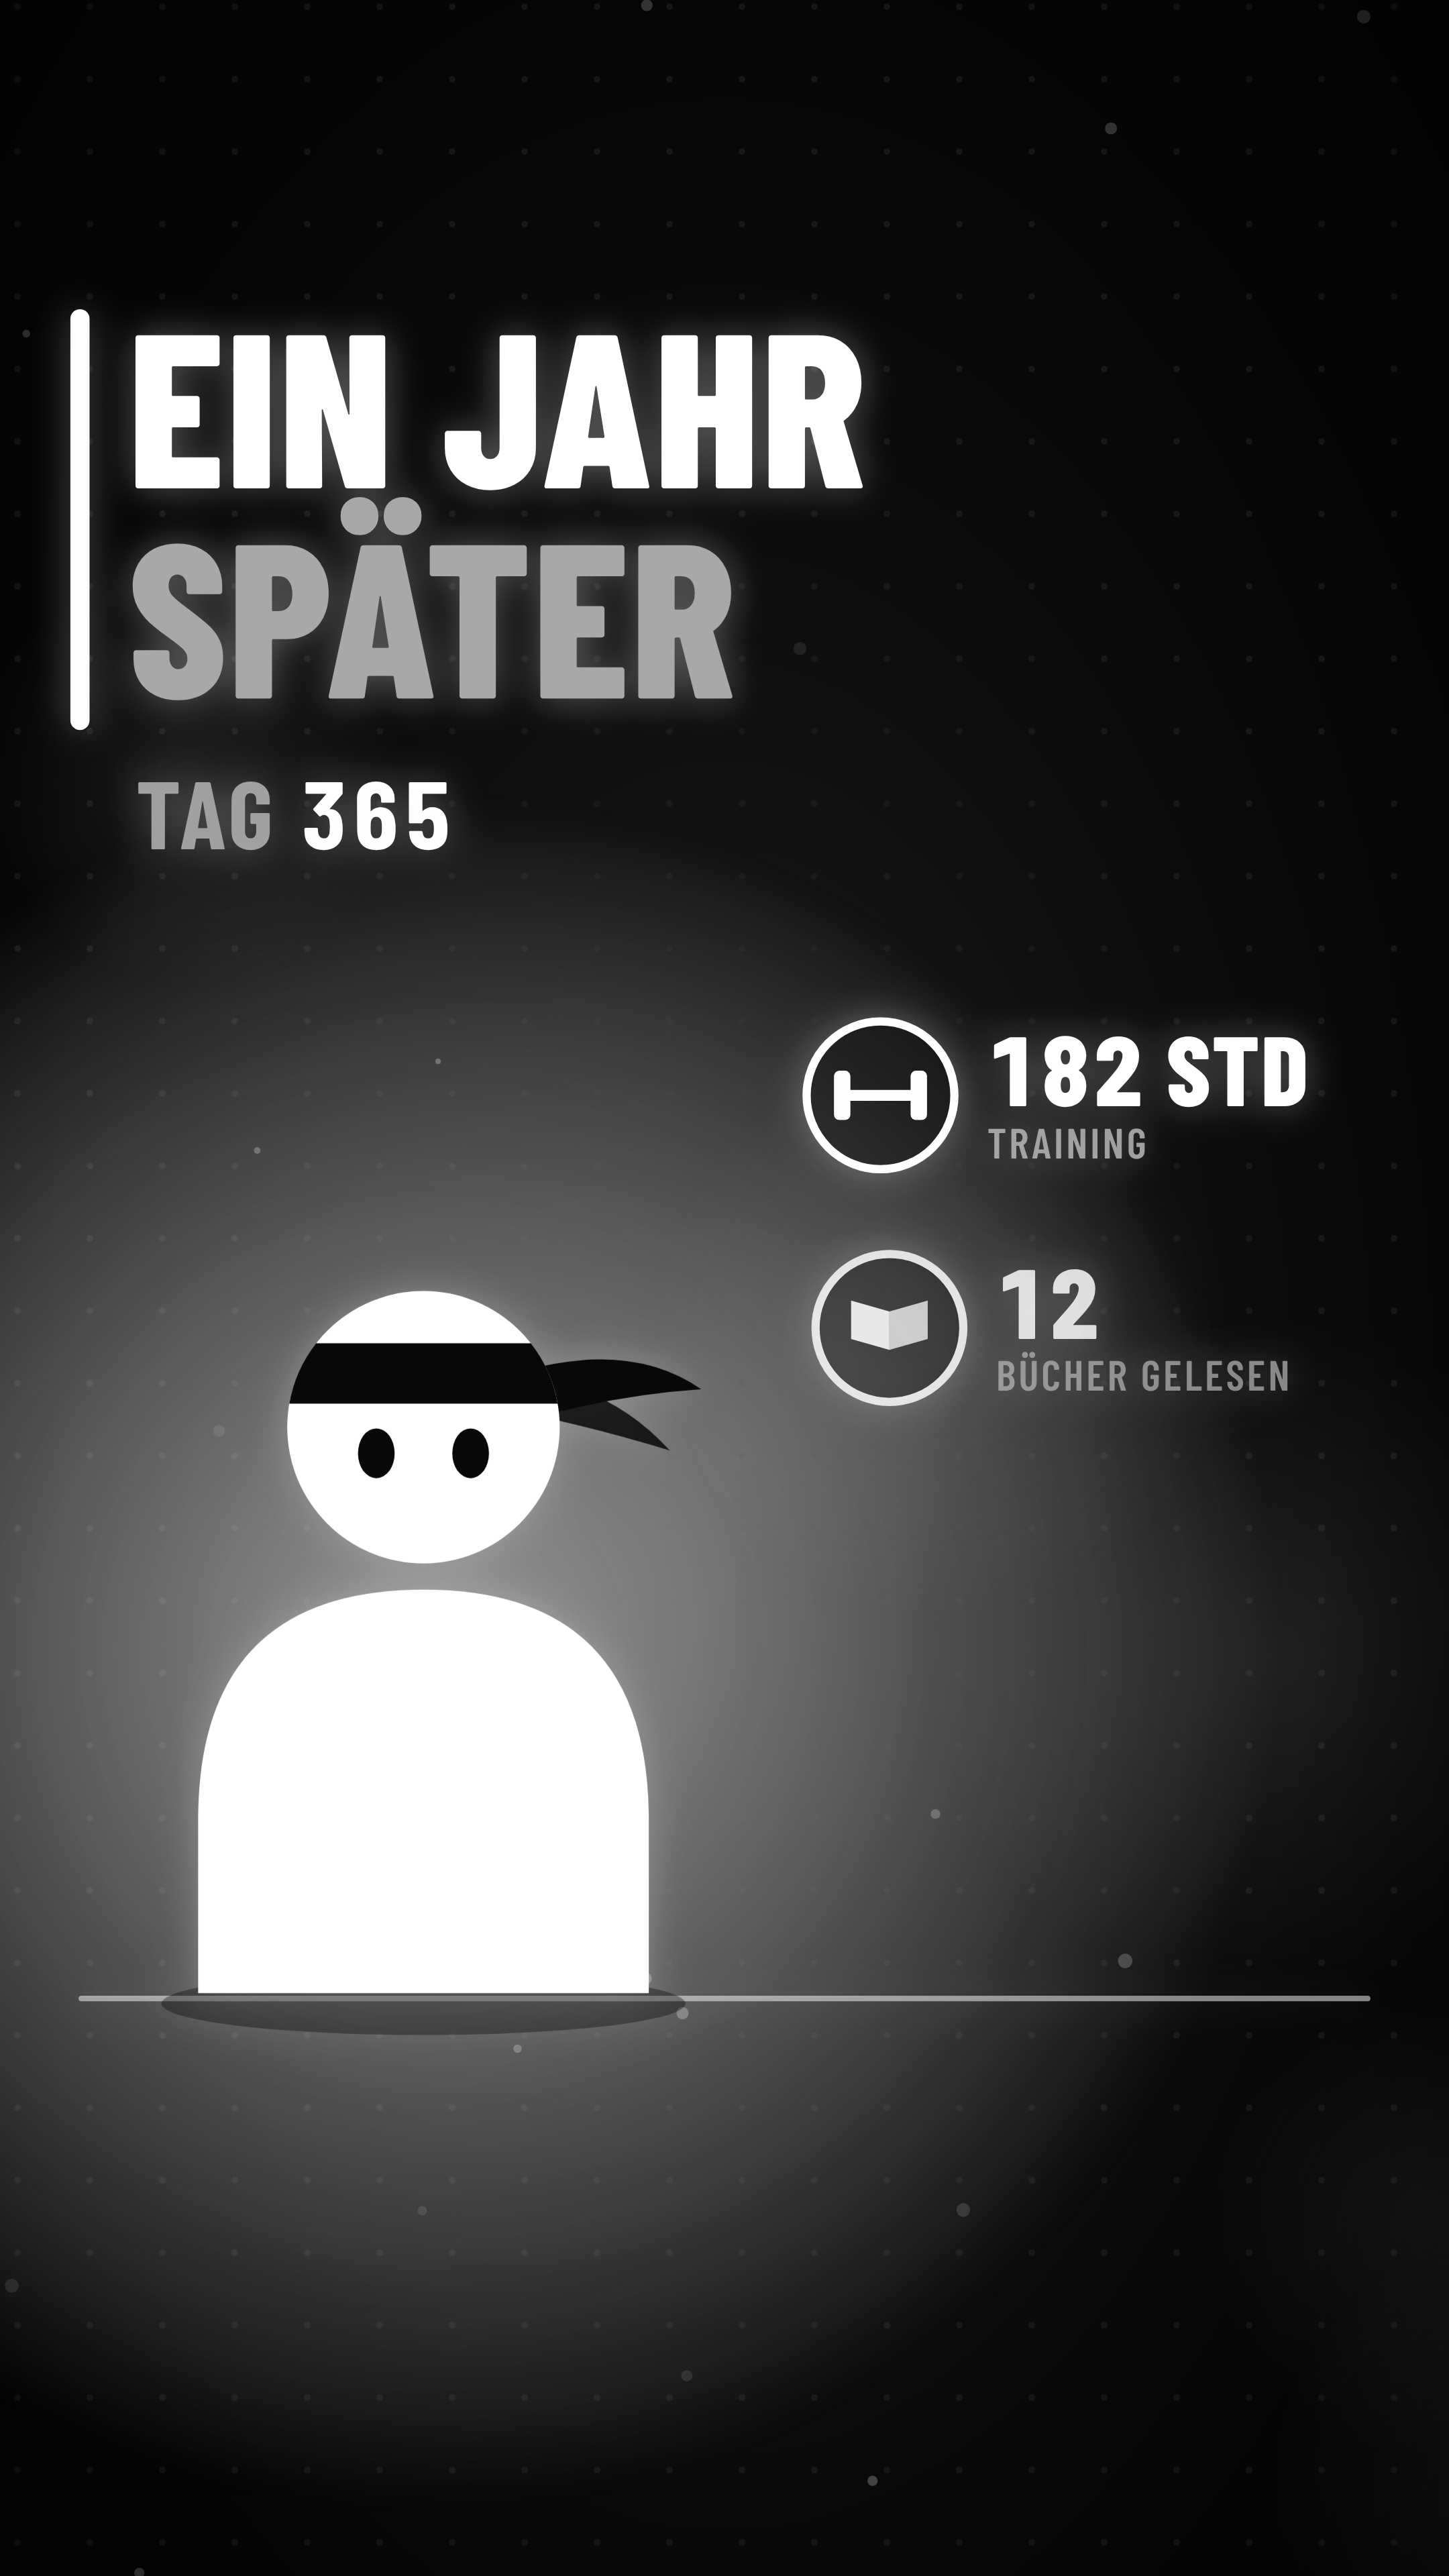 EIN JAHR
SPÄTER
TAG 365
182 STD
TRAINING
12
BÜCHER GELESEN